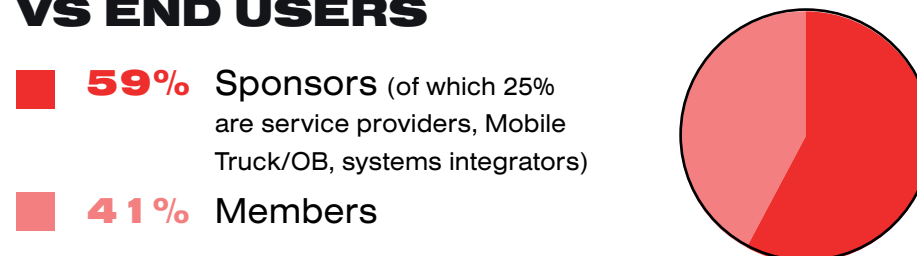 VS END USERS
59% Sponsors (of which 25%
are service providers, Mobile
Truck/OB, systems integrators)
41% Members